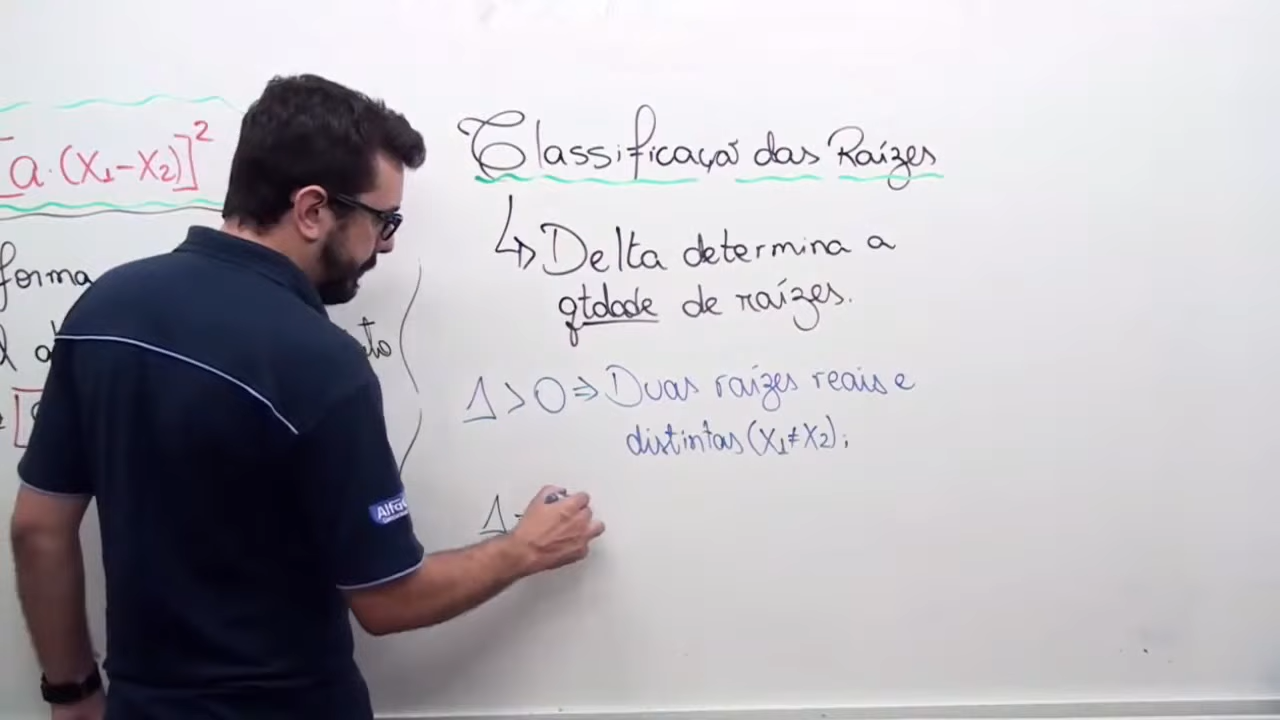 [a.(X₁-X₂)]²
forma
Classificação das Raízes
↳ Delta determina a
qtdade de raízes.
Δ > 0 ⇒ Duas raízes reais e
distintas (X₁ ≠ X₂);
Δ =
Alfa